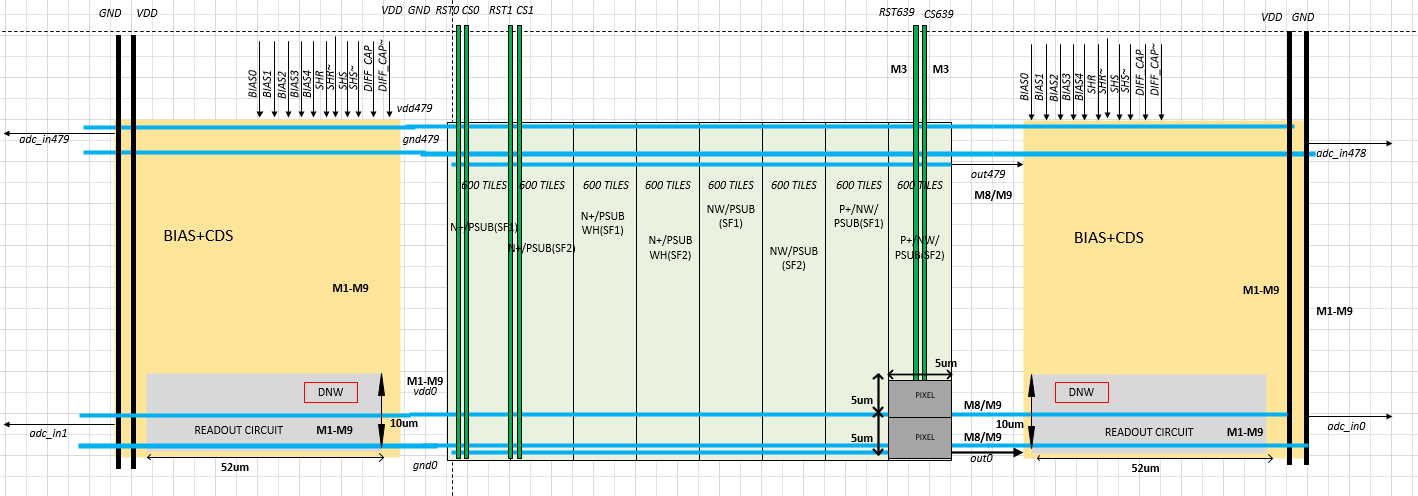 GND VDD
VDD GND RST0 CS0 RST1 CS1
RST639 CS639
VDD GND
M3 M3
BIAS0
BIAS1
BIAS2
BIAS3
BIAS4
SHR
SHR~
SHS
SHS~
DIFF_CAP
DIFF_CAP~
BIAS0
BIAS1
BIAS2
BIAS3
BIAS4
SHR
SHR~
SHS
SHS~
DIFF_CAP
DIFF_CAP~
vdd479
adc_in479
gnd479
adc_in478
out479
M8/M9
600 TILES 600 TILES 600 TILES 600 TILES 600 TILES 600 TILES 600 TILES 600 TILES
N+/PSUB(SF1)
N+/PSUB(SF2)
N+/PSUB
WH(SF1)
N+/PSUB
WH(SF2)
NW/PSUB
(SF1)
NW/PSUB
(SF2)
P+/NW/
PSUB(SF1)
P+/NW/
PSUB(SF2)
BIAS+CDS
BIAS+CDS
M1-M9
M1-M9
M1-M9
5um
M1-M9
vdd0
DNW
DNW
5um
PIXEL
M8/M9
10um
10um
adc_in1
adc_in0
READOUT CIRCUIT M1-M9
5um
PIXEL
M8/M9
READOUT CIRCUIT M1-M9
gnd0
out0
52um
52um